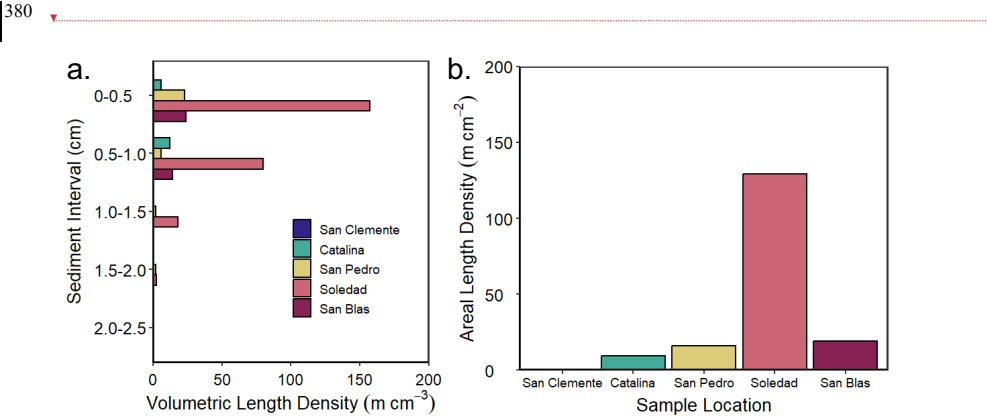 380
a.
Sediment Interval (cm)
0-0.5
0.5-1.0
1.0-1.5
1.5-2.0
2.0-2.5
San Clemente
Catalina
San Pedro
Soledad
San Blas
0 50 100 150 200
Volumetric Length Density (m cm⁻³)
b.
Areal Length Density (m cm⁻²)
200
150
100
50
0
San Clemente Catalina San Pedro Soledad San Blas
Sample Location